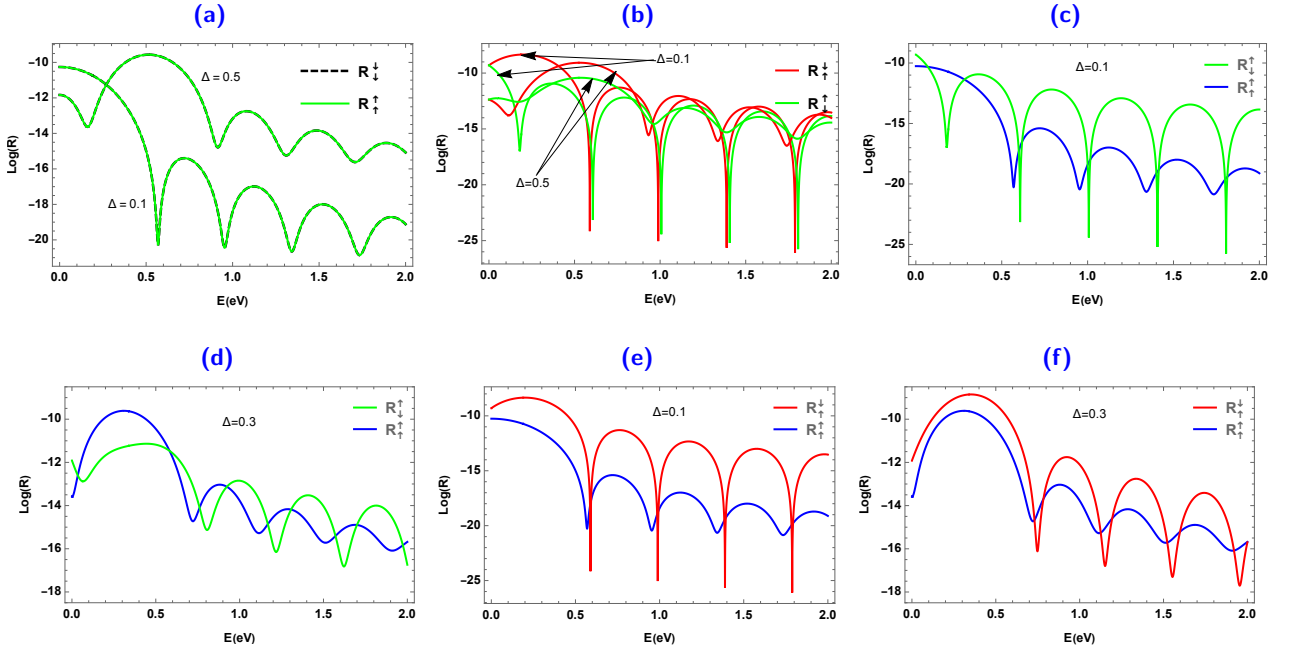 (a)
Log(R)
-10
-12
-14
-16
-18
-20
Δ = 0.5
Δ = 0.1
R↓↓
R↑↑
0.0 0.5 1.0 1.5 2.0
E(eV)
(b)
Log(R)
-10
-15
-20
-25
Δ=0.1
Δ=0.5
R↑↓
R↓↑
0.0 0.5 1.0 1.5 2.0
E(eV)
(c)
Log(R)
-10
-15
-20
-25
Δ=0.1
R↓↑
R↑↑
0.0 0.5 1.0 1.5 2.0
E(eV)
(d)
Log(R)
-10
-12
-14
-16
-18
Δ=0.3
R↓↑
R↑↑
0.0 0.5 1.0 1.5 2.0
E(eV)
(e)
Log(R)
-10
-15
-20
-25
Δ=0.1
R↑↓
R↑↑
0.0 0.5 1.0 1.5 2.0
E(eV)
(f)
Log(R)
-10
-12
-14
-16
-18
Δ=0.3
R↑↓
R↑↑
0.0 0.5 1.0 1.5 2.0
E(eV)